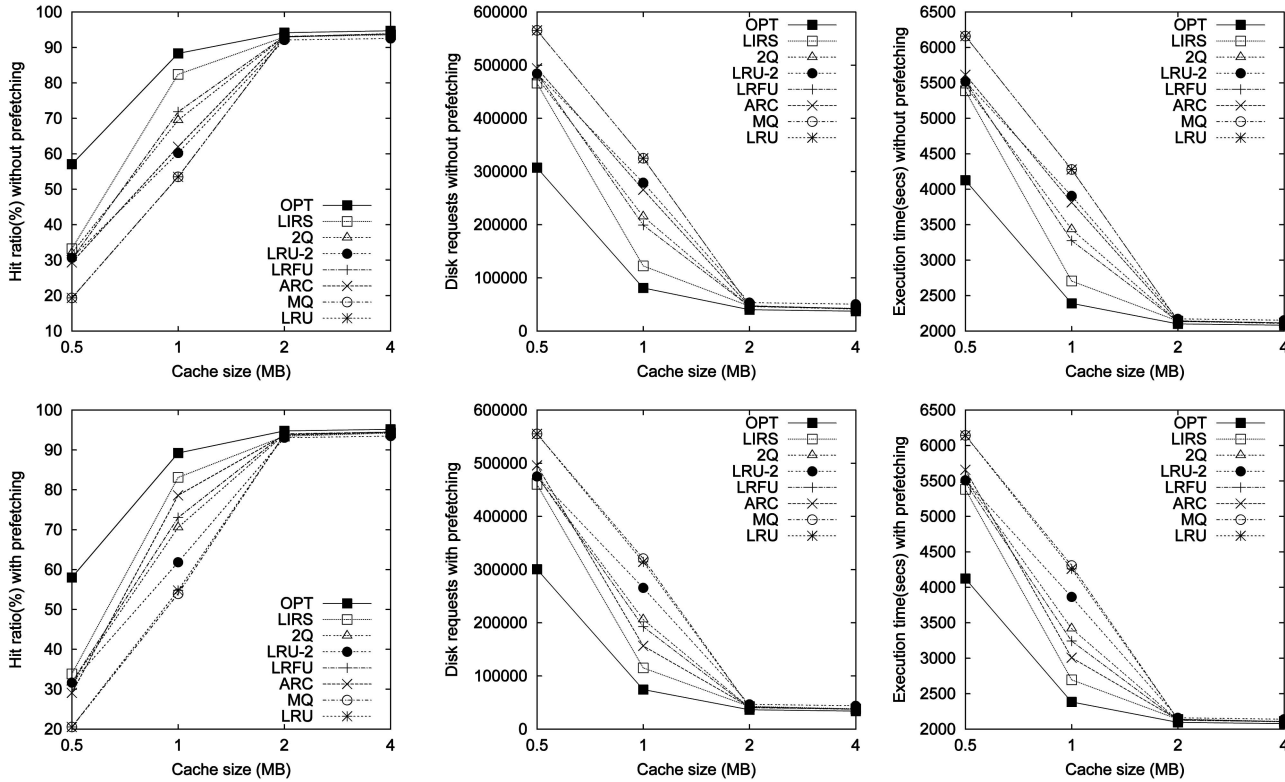 Hit ratio(%) without prefetching
100
90
80
70
60
50
40
30
20
10
0.5 1 2 4
Cache size (MB)
OPT
LIRS
2Q
LRU-2
LRFU
ARC
MQ
LRU
Disk requests without prefetching
600000
500000
400000
300000
200000
100000
0
0.5 1 2 4
Cache size (MB)
OPT
LIRS
2Q
LRU-2
LRFU
ARC
MQ
LRU
Execution time(secs) without prefetching
6500
6000
5500
5000
4500
4000
3500
3000
2500
2000
0.5 1 2 4
Cache size (MB)
OPT
LIRS
2Q
LRU-2
LRFU
ARC
MQ
LRU
Hit ratio(%) with prefetching
100
90
80
70
60
50
40
30
20
0.5 1 2 4
Cache size (MB)
OPT
LIRS
2Q
LRU-2
LRFU
ARC
MQ
LRU
Disk requests with prefetching
600000
500000
400000
300000
200000
100000
0
0.5 1 2 4
Cache size (MB)
OPT
LIRS
2Q
LRU-2
LRFU
ARC
MQ
LRU
Execution time(secs) with prefetching
6500
6000
5500
5000
4500
4000
3500
3000
2500
2000
0.5 1 2 4
Cache size (MB)
OPT
LIRS
2Q
LRU-2
LRFU
ARC
MQ
LRU